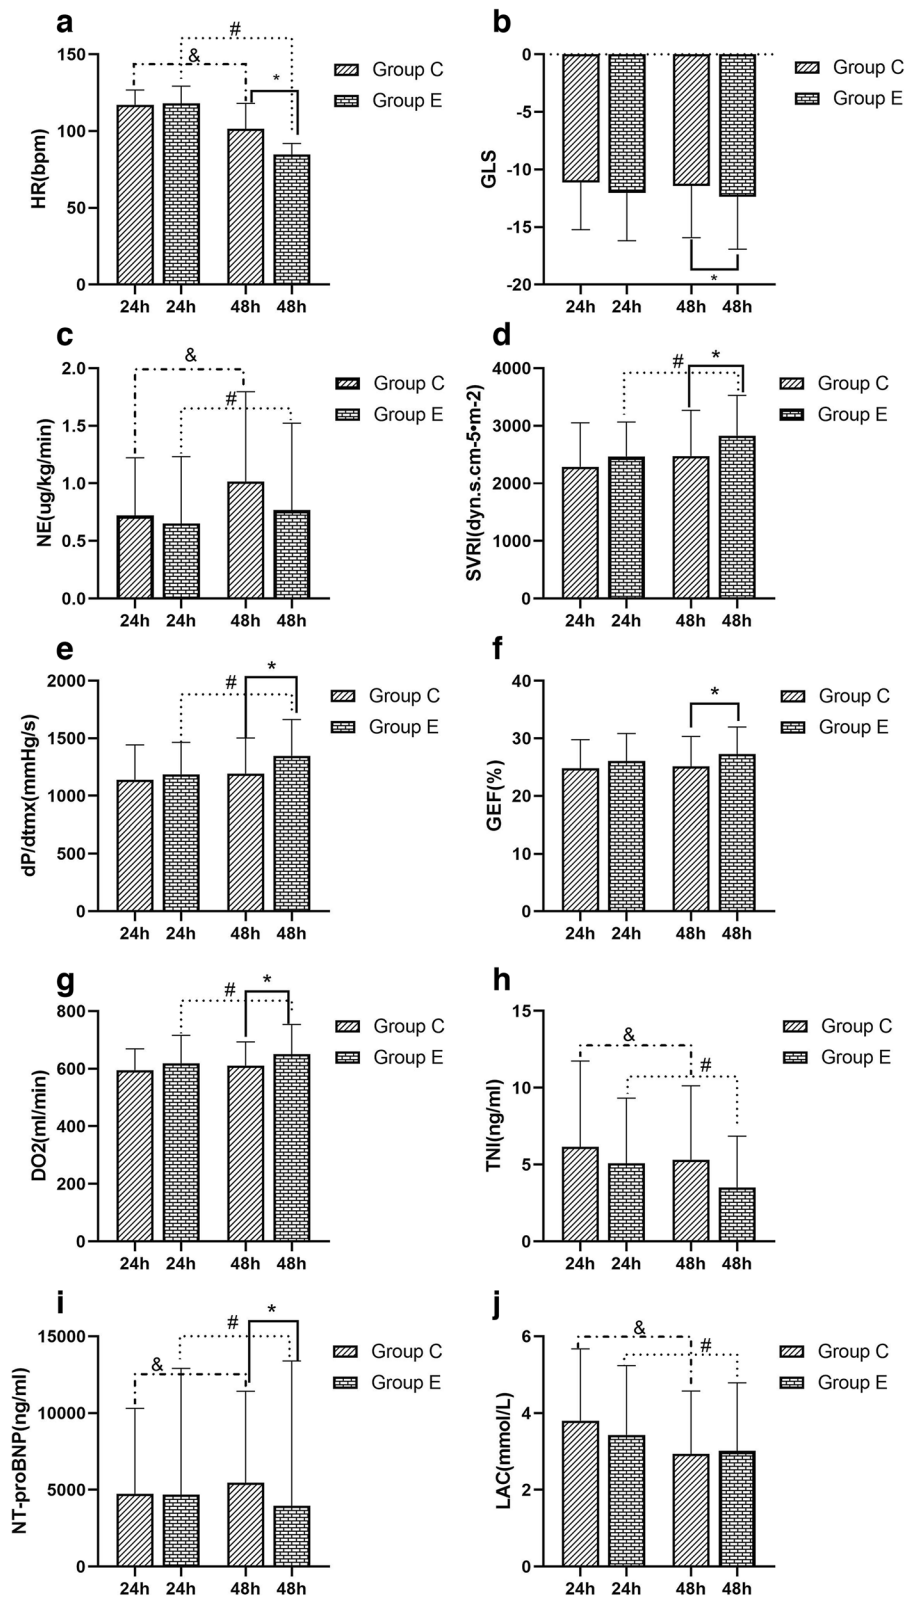 a
#
&
*
150
100
50
0
HR(bpm)
Group C
Group E
24h 24h 48h 48h
b
0
-5
-10
-15
-20
GLS
*
Group C
Group E
24h 24h 48h 48h
c
&
#
2.0
1.5
1.0
0.5
0.0
NE(ug/kg/min)
Group C
Group E
24h 24h 48h 48h
d
#
*
4000
3000
2000
1000
0
SVRI(dyn.s.cm-5•m-2)
Group C
Group E
24h 24h 48h 48h
e
#
*
2000
1500
1000
500
0
dP/dtmx(mmHg/s)
Group C
Group E
24h 24h 48h 48h
f
*
40
30
20
10
0
GEF(%)
Group C
Group E
24h 24h 48h 48h
g
#
*
800
600
400
200
0
DO2(ml/min)
Group C
Group E
24h 24h 48h 48h
h
&
#
15
10
5
0
TNI(ng/ml)
Group C
Group E
24h 24h 48h 48h
i
&
#
*
15000
10000
5000
0
NT-proBNP(ng/ml)
Group C
Group E
24h 24h 48h 48h
j
&
#
6
4
2
0
LAC(mmol/L)
Group C
Group E
24h 24h 48h 48h